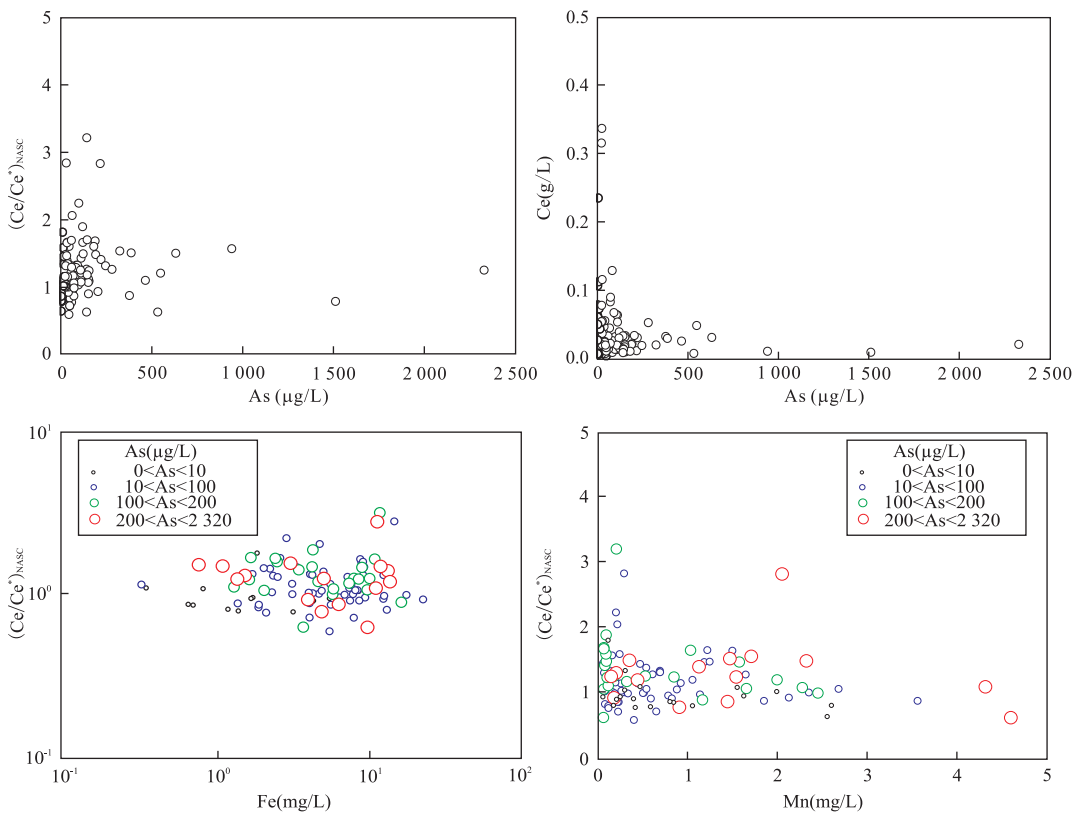 5
4
3
2
1
0
(Ce/Ce*)NASC
0 500 1 000 1 500 2 000 2 500
As (μg/L)
0.5
0.4
0.3
0.2
0.1
0.0
Ce(g/L)
0 500 1 000 1 500 2 000 2 500
As (μg/L)
10¹
10⁰
10⁻¹
(Ce/Ce*)NASC
As(μg/L)
0<As<10
10<As<100
100<As<200
200<As<2 320
10⁻¹ 10⁰ 10¹ 10²
Fe(mg/L)
5
4
3
2
1
0
(Ce/Ce*)NASC
As(μg/L)
0<As<10
10<As<100
100<As<200
200<As<2 320
0 1 2 3 4 5
Mn(mg/L)